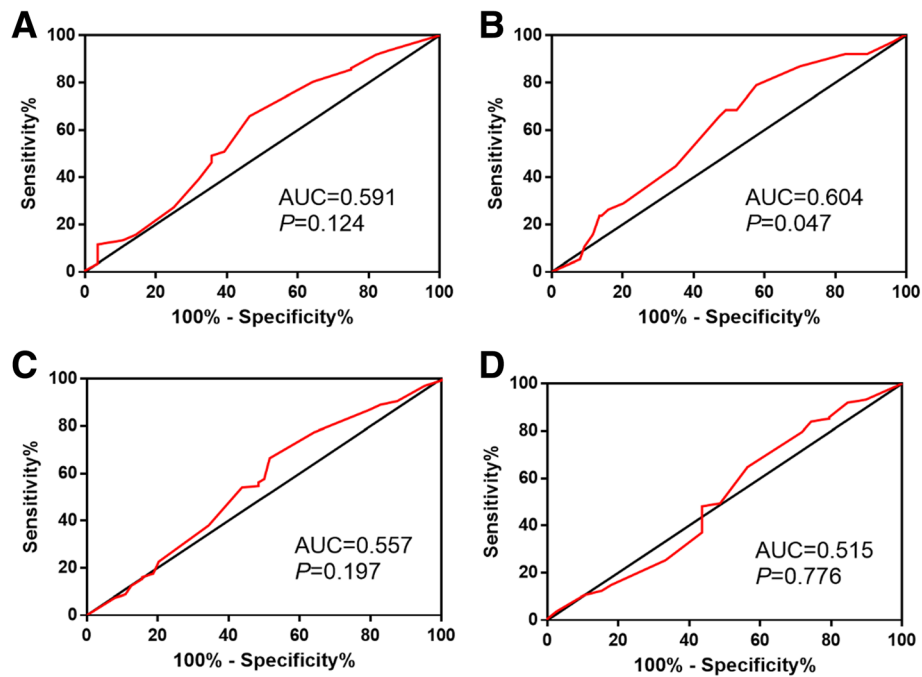 A
100
80
60
40
20
0
Sensitivity%
AUC=0.591
P=0.124
0 20 40 60 80 100
100% - Specificity%
B
100
80
60
40
20
0
Sensitivity%
AUC=0.604
P=0.047
0 20 40 60 80 100
100% - Specificity%
C
100
80
60
40
20
0
Sensitivity%
AUC=0.557
P=0.197
0 20 40 60 80 100
100% - Specificity%
D
100
80
60
40
20
0
Sensitivity%
AUC=0.515
P=0.776
0 20 40 60 80 100
100% - Specificity%